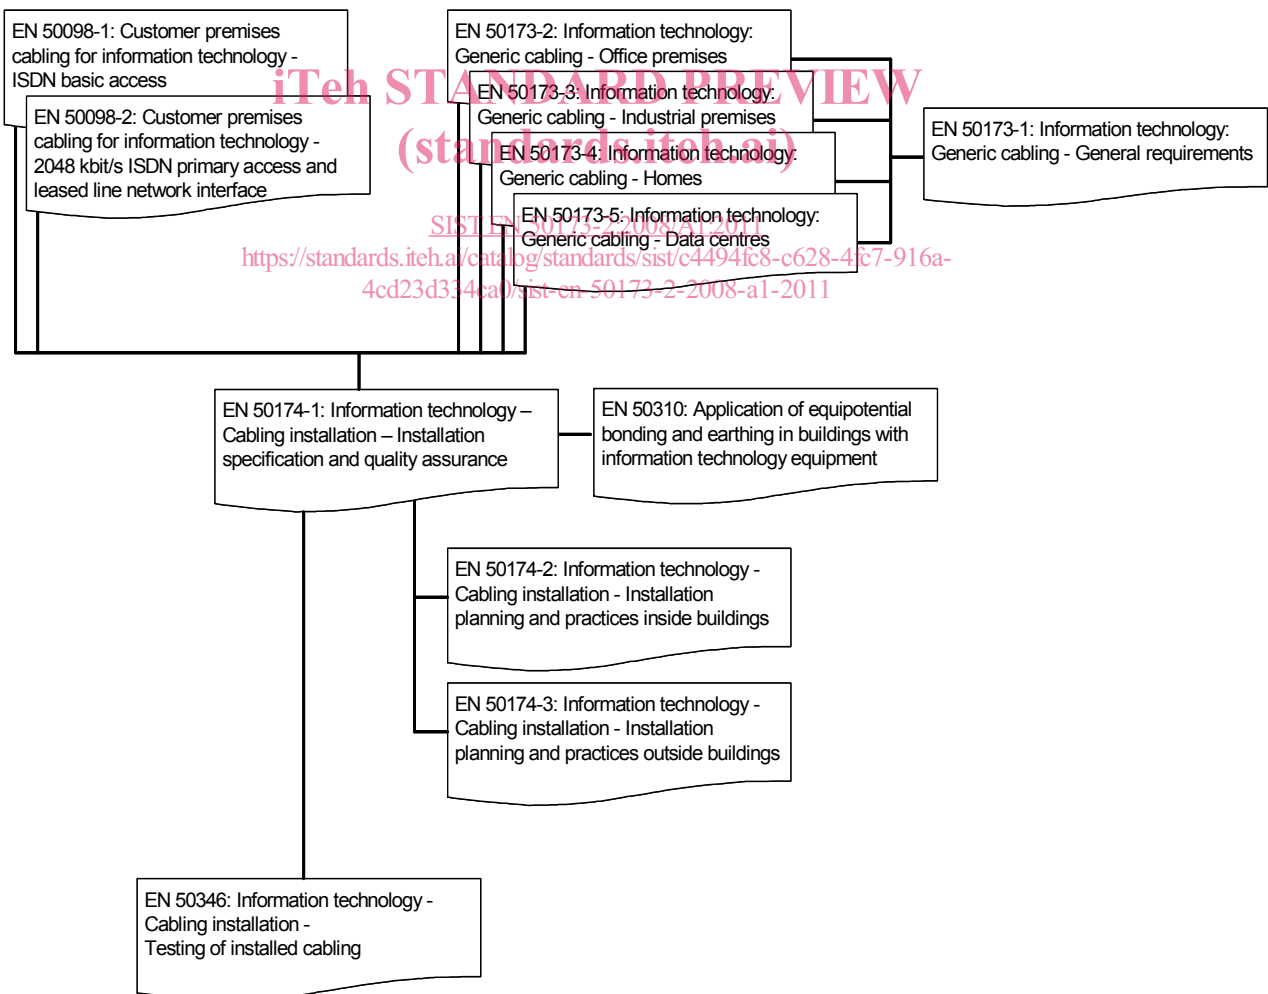 EN 50098-1: Customer premises
cabling for information technology -
ISDN basic access
EN 50098-2: Customer premises
cabling for information technology -
2048 kbit/s ISDN primary access and
leased line network interface
EN 50173-2: Information technology:
Generic cabling - Office premises
EN 50173-3: Information technology:
Generic cabling - Industrial premises
EN 50173-4: Information technology:
Generic cabling - Homes
EN 50173-5: Information technology:
Generic cabling - Data centres
EN 50173-1: Information technology:
Generic cabling - General requirements
iTeh STANDARD PREVIEW
(standards.iteh.ai)
SIST EN 50173-2:2008/A1:2011
https://standards.iteh.ai/catalog/standards/sist/c4494fc8-c628-4fc7-916a-
4cd23d334ca0/sist-en-50173-2-2008-a1-2011
EN 50174-1: Information technology –
Cabling installation – Installation
specification and quality assurance
EN 50310: Application of equipotential
bonding and earthing in buildings with
information technology equipment
EN 50174-2: Information technology -
Cabling installation - Installation
planning and practices inside buildings
EN 50174-3: Information technology -
Cabling installation - Installation
planning and practices outside buildings
EN 50346: Information technology -
Cabling installation -
Testing of installed cabling